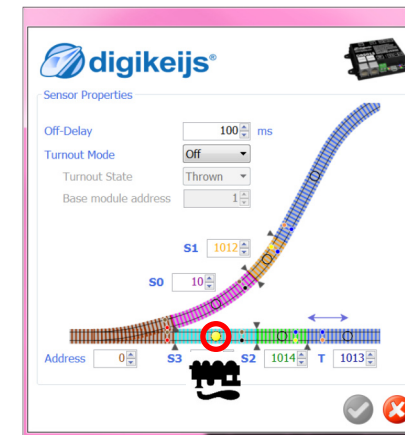 digikeijs®
Sensor Properties
Off-Delay 100 ms
Turnout Mode Off
Turnout State Thrown
Base module address 1
S1 1012
S0 10
Address 0 S3 S2 1014 T 1013